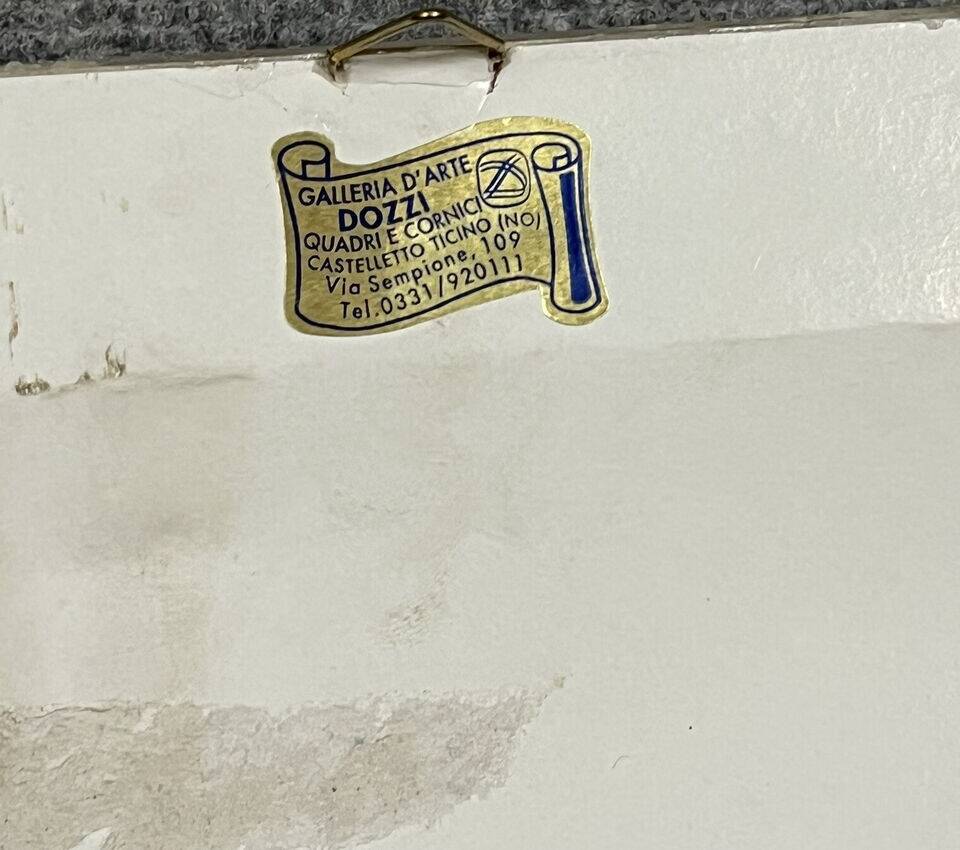 GALLERIA D'ARTE
DOZZI
QUADRI E CORNICI
CASTELLETTO TICINO (NO)
Via Sempione, 109
Tel.0331/920111